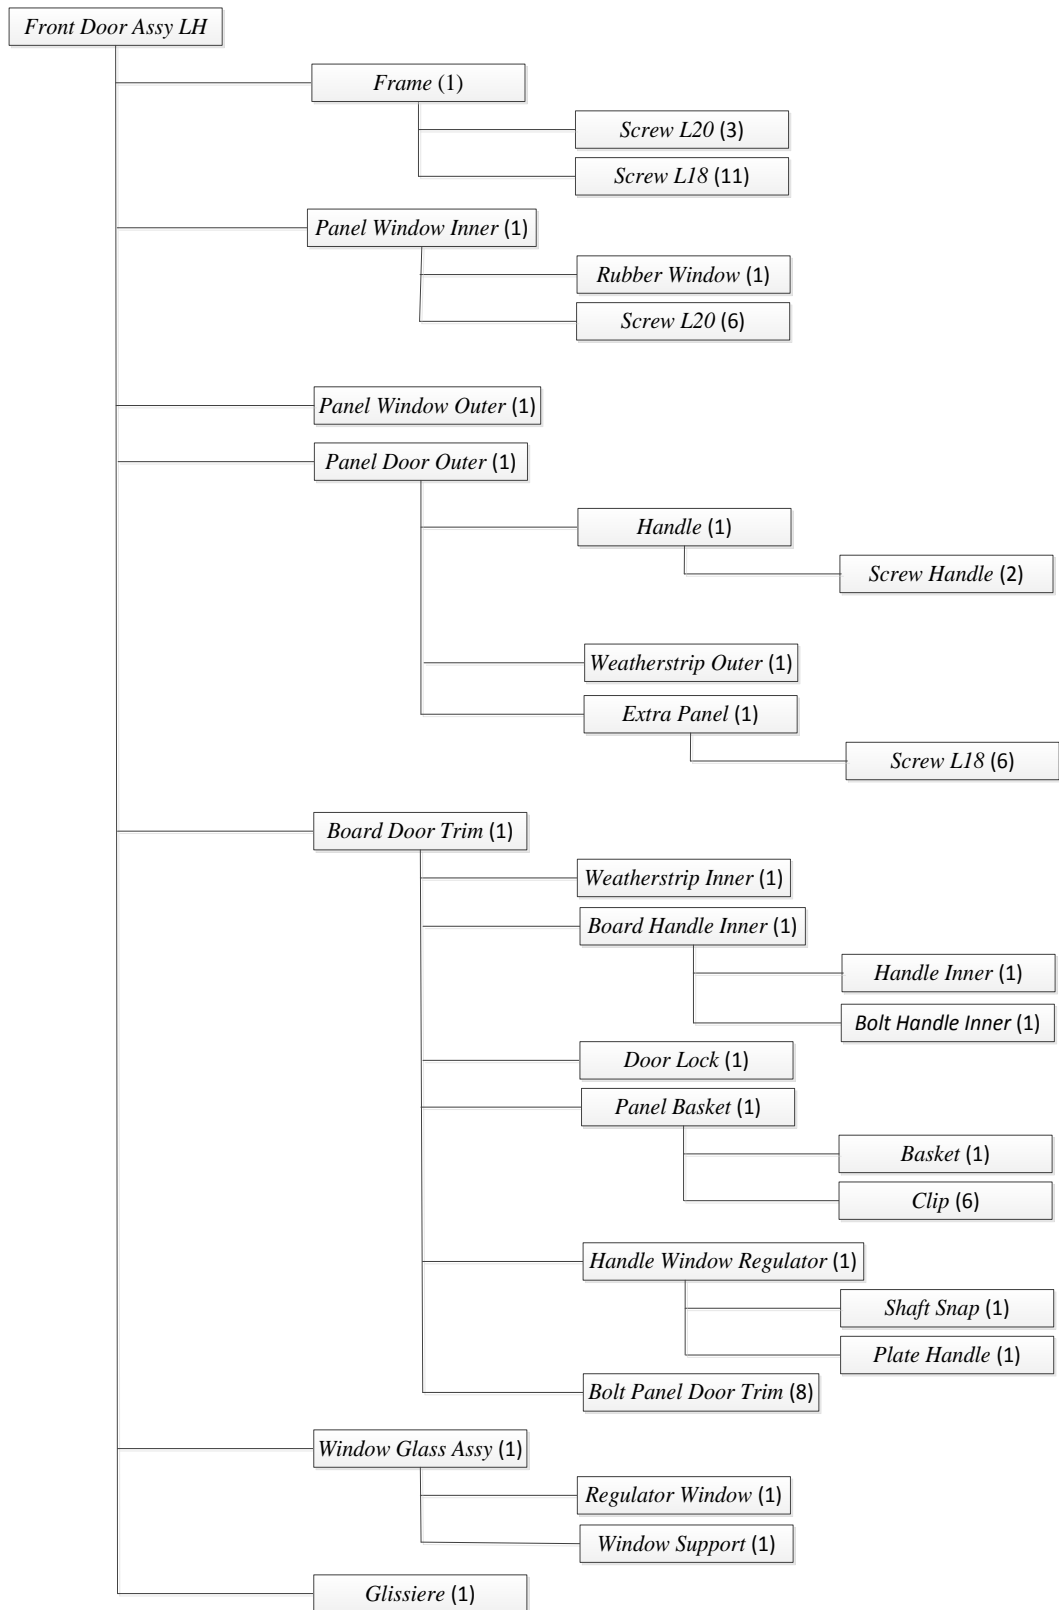 Front Door Assy LH
Frame (1)
Screw L20 (3)
Screw L18 (11)
Panel Window Inner (1)
Rubber Window (1)
Screw L20 (6)
Panel Window Outer (1)
Panel Door Outer (1)
Handle (1)
Screw Handle (2)
Weatherstrip Outer (1)
Extra Panel (1)
Screw L18 (6)
Board Door Trim (1)
Weatherstrip Inner (1)
Board Handle Inner (1)
Handle Inner (1)
Bolt Handle Inner (1)
Door Lock (1)
Panel Basket (1)
Basket (1)
Clip (6)
Handle Window Regulator (1)
Shaft Snap (1)
Plate Handle (1)
Bolt Panel Door Trim (8)
Window Glass Assy (1)
Regulator Window (1)
Window Support (1)
Glissiere (1)